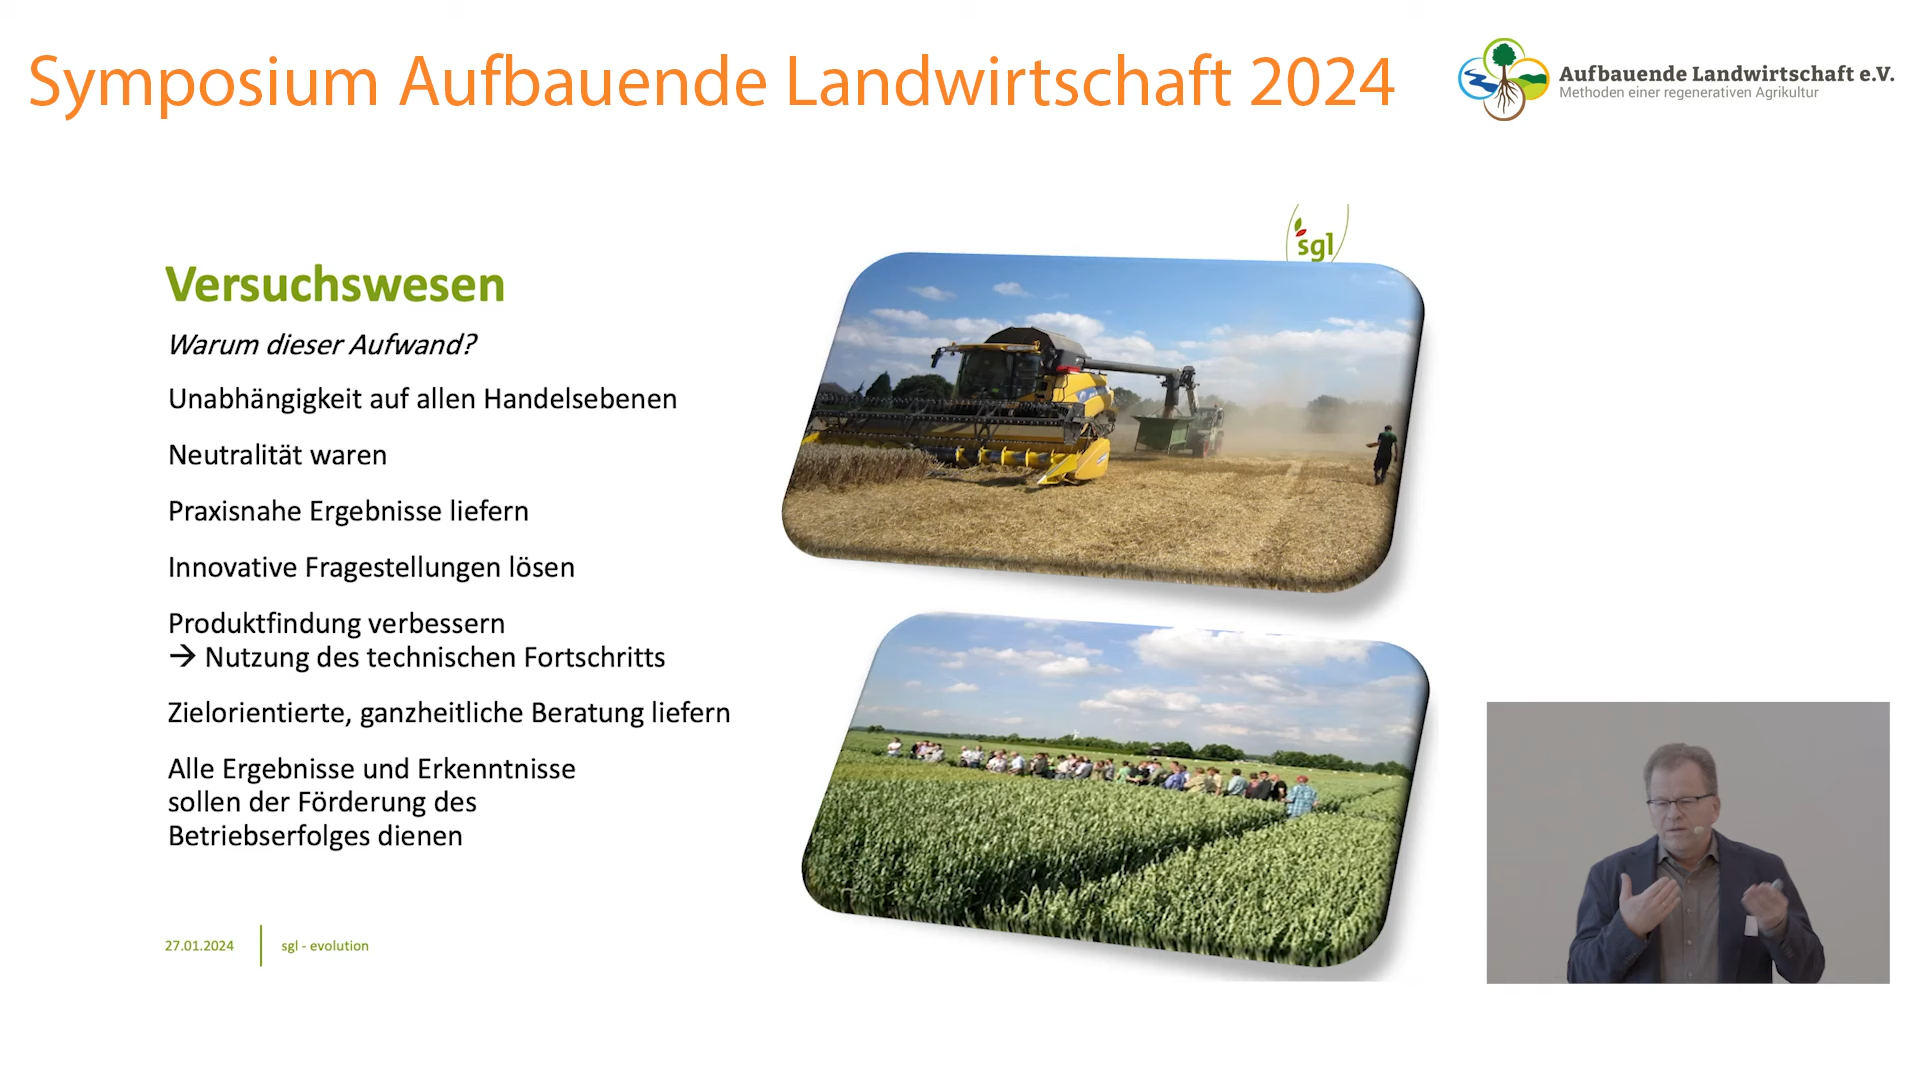 Symposium Aufbauende Landwirtschaft 2024
Aufbauende Landwirtschaft e.V.
Methoden einer regenerativen Agrikultur
sgl
Versuchswesen
Warum dieser Aufwand?
Unabhängigkeit auf allen Handelsebenen
Neutralität waren
Praxisnahe Ergebnisse liefern
Innovative Fragestellungen lösen
Produktfindung verbessern
→ Nutzung des technischen Fortschritts
Zielorientierte, ganzheitliche Beratung liefern
Alle Ergebnisse und Erkenntnisse
sollen der Förderung des
Betriebserfolges dienen
27.01.2024
sgl - evolution